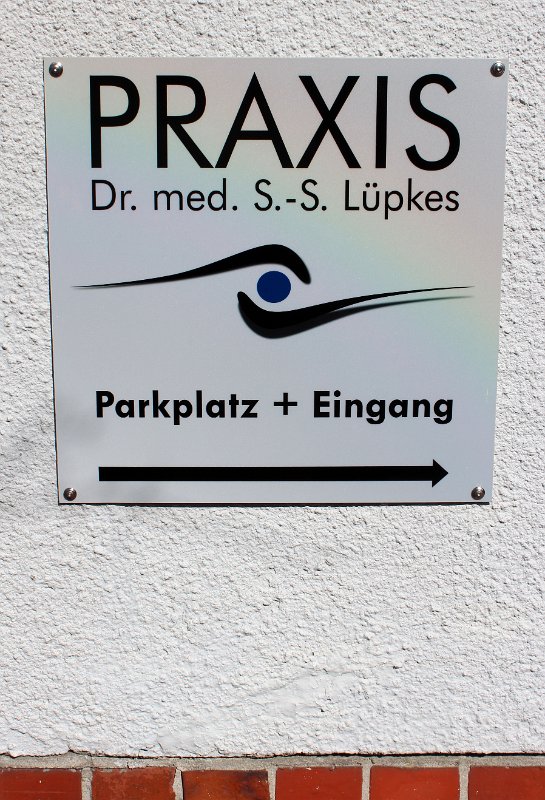 PRAXIS
Dr. med. S.-S. Lüpkes
Parkplatz + Eingang